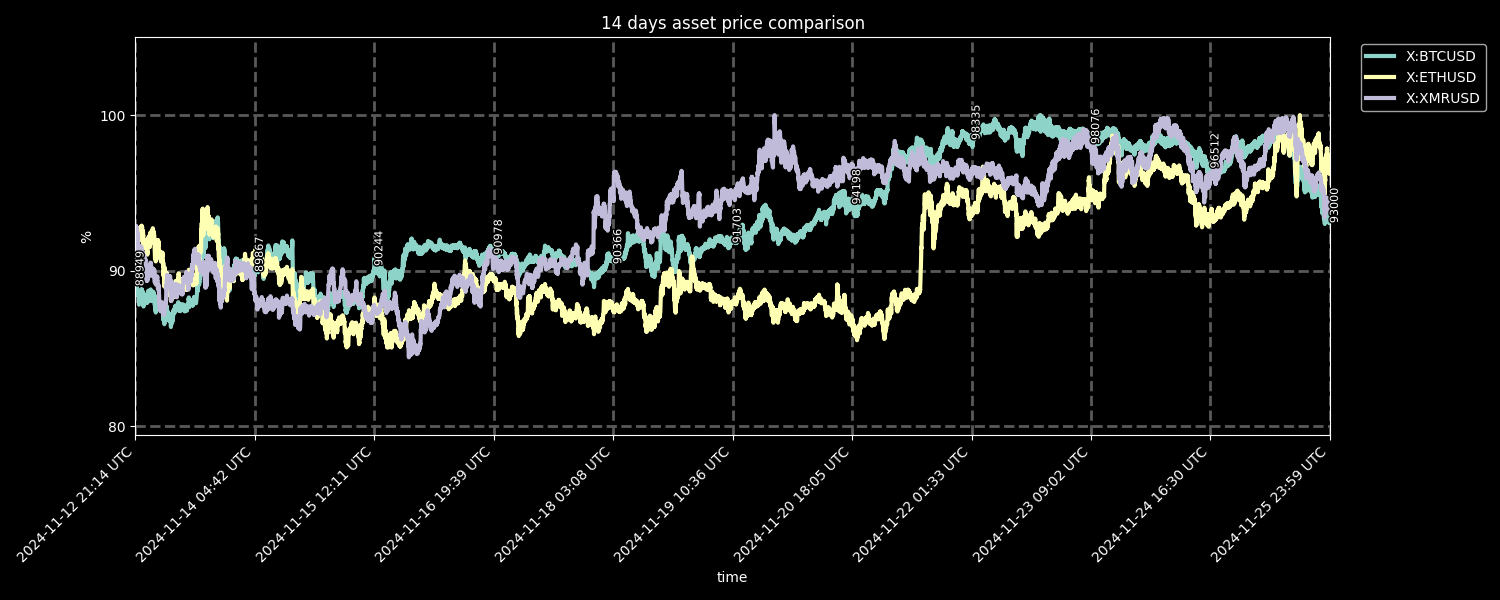 14 days asset price comparison
X:BTCUSD
X:ETHUSD
X:XMRUSD
100
90
80
%
88949
89867
90244
90978
90366
91703
94198
98335
98076
96512
93000
2024-11-12 21:14 UTC
2024-11-14 04:42 UTC
2024-11-15 12:11 UTC
2024-11-16 19:39 UTC
2024-11-18 03:08 UTC
2024-11-19 10:36 UTC
2024-11-20 18:05 UTC
2024-11-22 01:33 UTC
2024-11-23 09:02 UTC
2024-11-24 16:30 UTC
2024-11-25 23:59 UTC
time